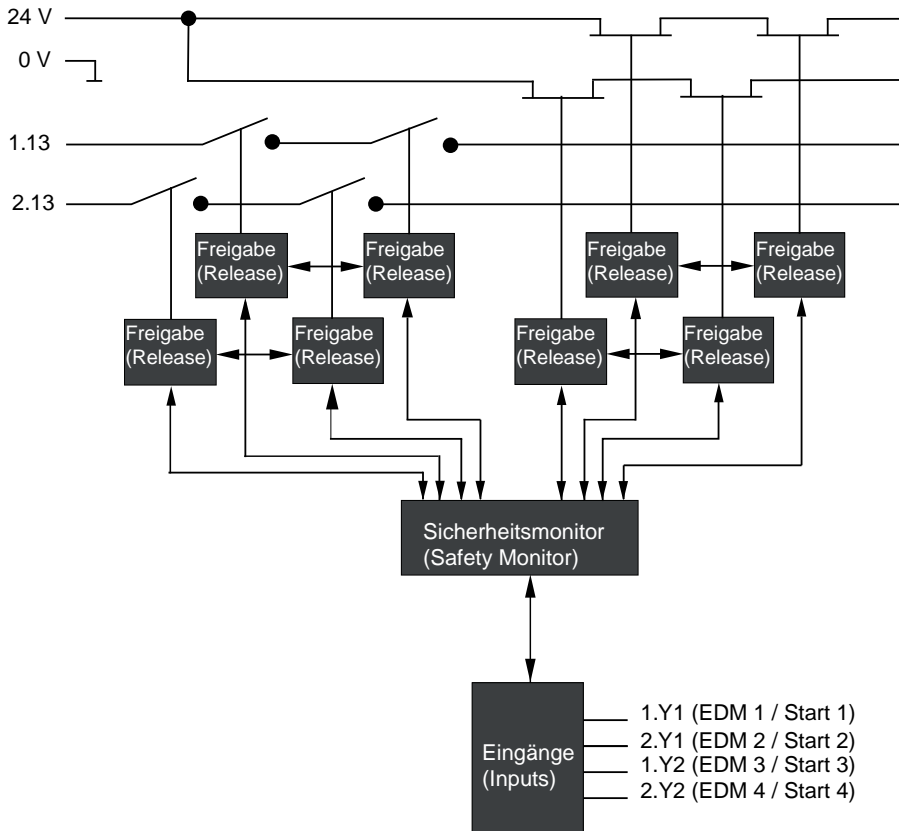 24 V
0 V
1.13
2.13
Freigabe
(Release)
Freigabe
(Release)
Freigabe
(Release)
Freigabe
(Release)
Freigabe
(Release)
Freigabe
(Release)
Freigabe
(Release)
Freigabe
(Release)
Sicherheitsmonitor
(Safety Monitor)
Eingänge
(Inputs)
1.Y1 (EDM 1 / Start 1)
2.Y1 (EDM 2 / Start 2)
1.Y2 (EDM 3 / Start 3)
2.Y2 (EDM 4 / Start 4)